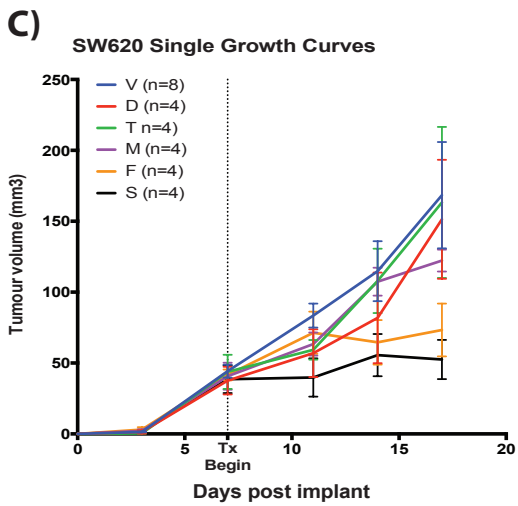 C)
SW620 Single Growth Curves
V (n=8)
D (n=4)
T n=4)
M (n=4)
F (n=4)
S (n=4)
Tumour volume (mm3)
250
200
150
100
50
0
0 5 10 15 20
Tx
Begin
Days post implant